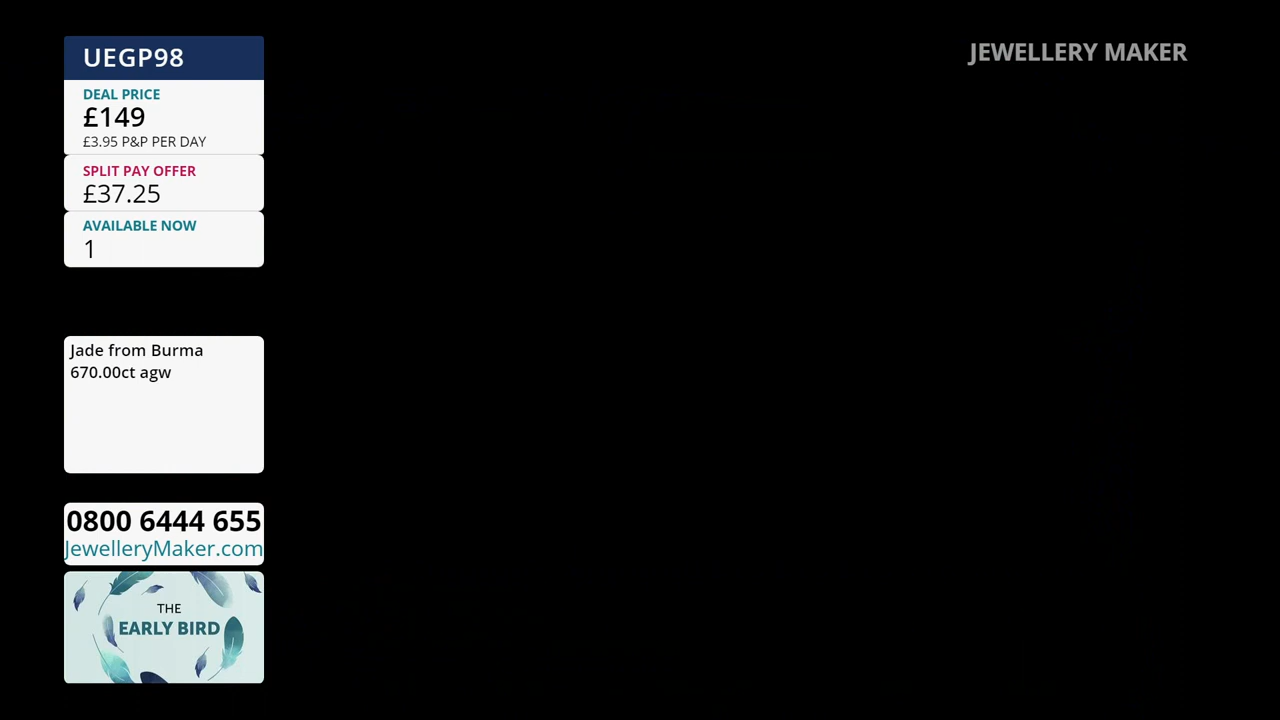 UEGP98
DEAL PRICE
£149
£3.95 P&P PER DAY
SPLIT PAY OFFER
£37.25
AVAILABLE NOW
1
Jade from Burma
670.00ct agw
0800 6444 655
JewelleryMaker.com
THE
EARLY BIRD
JEWELLERY MAKER